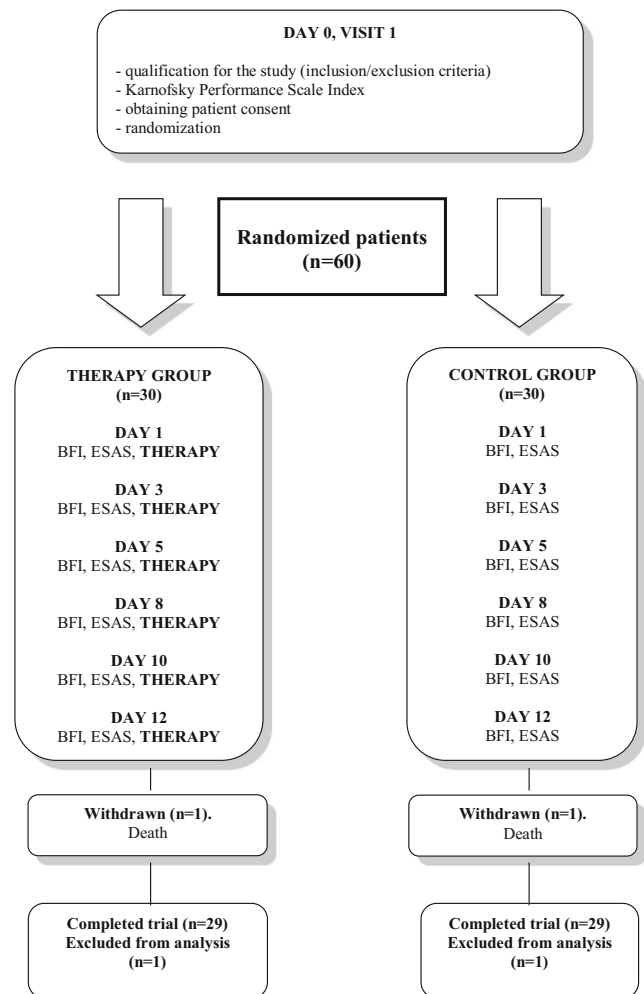 DAY 0, VISIT 1
- qualification for the study (inclusion/exclusion criteria)
- Karnofsky Performance Scale Index
- obtaining patient consent
- randomization
Randomized patients
(n=60)
THERAPY GROUP
(n=30)
DAY 1
BFI, ESAS, THERAPY
DAY 3
BFI, ESAS, THERAPY
DAY 5
BFI, ESAS, THERAPY
DAY 8
BFI, ESAS, THERAPY
DAY 10
BFI, ESAS, THERAPY
DAY 12
BFI, ESAS, THERAPY
Withdrawn (n=1).
Death
Completed trial (n=29)
Excluded from analysis
(n=1)
CONTROL GROUP
(n=30)
DAY 1
BFI, ESAS
DAY 3
BFI, ESAS
DAY 5
BFI, ESAS
DAY 8
BFI, ESAS
DAY 10
BFI, ESAS
DAY 12
BFI, ESAS
Withdrawn (n=1).
Death
Completed trial (n=29)
Excluded from analysis
(n=1)